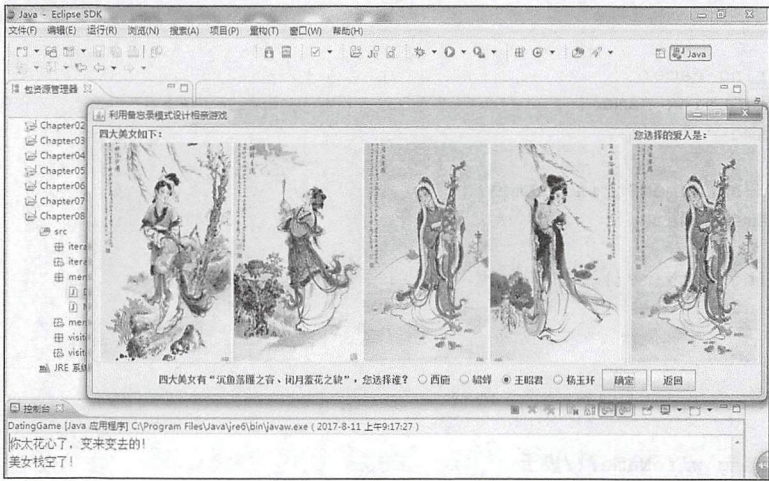 Java - Eclipse SDK
文件(F) 编辑(E) 运行(R) 浏览(N) 搜索(A) 项目(P) 重构(T) 窗口(W) 帮助(H)
Java
包资源管理器
利用备忘录模式设计相亲游戏
四大美女如下：
您选择的爱人是：
Chapter02
Chapter03
Chapter04
Chapter05
Chapter06
Chapter07
Chapter08
src
itera
itera
mem
mem
visit
visit
JRE 系统
四大美女有“沉鱼落雁之容、闭月羞花之貌”，您选择谁？ 西施 貂蝉 王昭君 杨玉环 确定 返回
控制台
DatingGame [Java 应用程序] C:\Program Files\Java\jre6\bin\javaw.exe ( 2017-8-11 上午9:17:27 )
你太花心了，变来变去的！
美女栈空了！